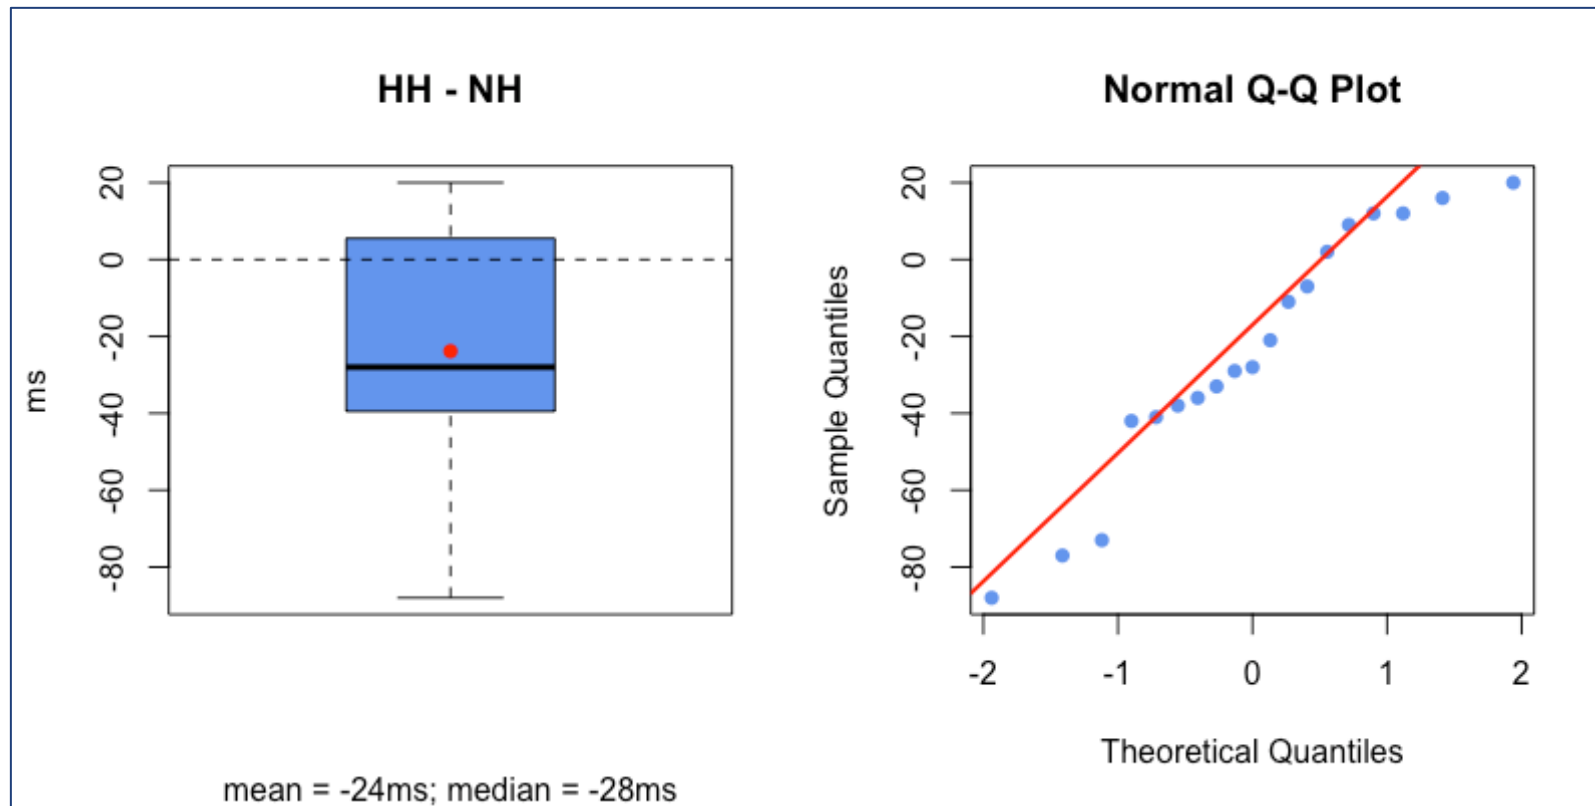 HH - NH
ms
20
0
-20
-40
-60
-80
mean = -24ms; median = -28ms
Normal Q-Q Plot
Sample Quantiles
20
0
-20
-40
-60
-80
-2 -1 0 1 2
Theoretical Quantiles